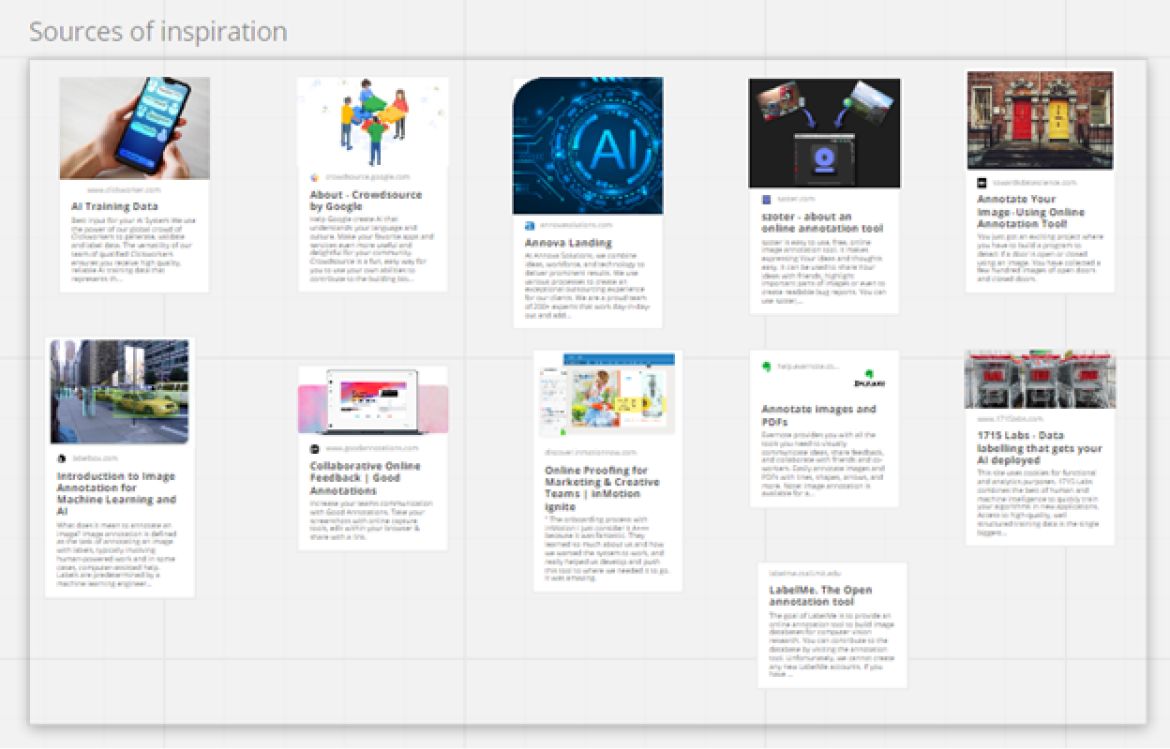 Sources of inspiration
www.clickworker.com
AI Training Data
Best input for your AI System! We use
the power of our global crowd of
Clickworkers to generate, validate
and label data. The versatility of our
team of qualified Clickworkers
ensures you receive high quality,
reliable AI training data that
represents th...
crowdsource.google.com
About - Crowdsource
by Google
Help Google create AI that
understands your language and
culture. Make your favorite apps and
services even more useful and
delightful for your community.
Crowdsource is a fun, easy way for
you to use your own abilities to
contribute to the building blo...
AI
annovasolutions.com
Annova Landing
At Annova Solutions, we combine
ideas, workforce, and technology to
deliver prominent results. We use
various processes to create an
exceptional outsourcing experience
for our clients. We are a proud team
of 200+ experts that work day-in-day-
out and add...
szoter.com
szoter - about an
online annotation tool
szoter is easy to use, free, online
image annotation tool. It makes
expressing your ideas and thoughts
easy. It can be used to share your
ideas with friends, highlight
important parts of images or even to
create readable bug reports. You can
use szoter...
towardsdatascience.com
Annotate Your
Image-Using Online
Annotation Tool!
You just got an exciting project where
you have to build a program to
detect if a door is open or closed
using an image. You have collected a
few hundred images of open doors
and closed doors.
labelbox.com
Introduction to Image
Annotation for
Machine Learning and
AI
What does it mean to annotate an
image? Image annotation is defined
as the task of annotating an image
with labels, typically involving
human-powered work and in some
cases, computer-assisted help.
Labels are predetermined by a
machine learning engineer...
www.goodannotations.com
Collaborative Online
Feedback | Good
Annotations
Increase your teams communication
with Good Annotations. Take your
screenshots with online capture
tools, edit within your browser &
share with a link.
discover.inmotionnow.com
Online Proofing for
Marketing & Creative
Teams | inMotion
ignite
" The onboarding process with
inMotion I just consider it
because it was fantastic. They
learned so much about us and how
we wanted the system to work, and
really helped us develop and push
this tool to where we needed it to go.
It was amazing.
help.evernote.co...
Annotate images and
PDFs
Evernote provides you with all the
tools you need to visually
communicate ideas, share feedback,
and collaborate with friends and co-
workers. Easily annotate images and
PDFs with lines, shapes, arrows, and
more. Note: Image annotation is
available for a...
www.1715labs.com
1715 Labs - Data
labelling that gets your
AI deployed
This site uses cookies for functional
and analytics purposes. 1715 Labs
combines the best of human and
machine intelligence to quickly train
your algorithms in new applications.
Access to high-quality, well
structured training data is the single
biggest...
labelme.csail.mit.edu
LabelMe. The Open
annotation tool
The goal of LabelMe is to provide an
online annotation tool to build image
databases for computer vision
research. You can contribute to the
database by visiting the annotation
tool. Unfortunately, we cannot create
any new LabelMe accounts. If you
have ...